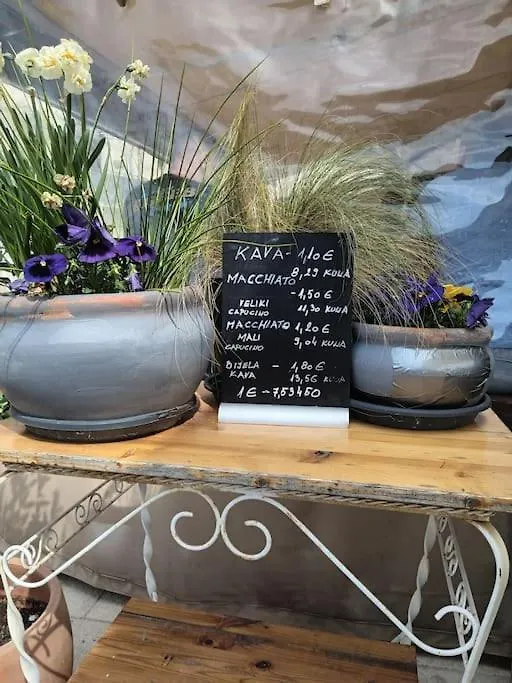 KAVA - 1,10 €
8,29 KUNA
MACCHIATO
- 1,50 €
VELIKI 11,30 KUNA
CAPUCINO
MACCHIATO 1,20 €
MALI 9,04 KUNA
CAPUCINO
BIJELA - 1,80 €
KAVA 13,56 KUNA
1€ - 7,53450